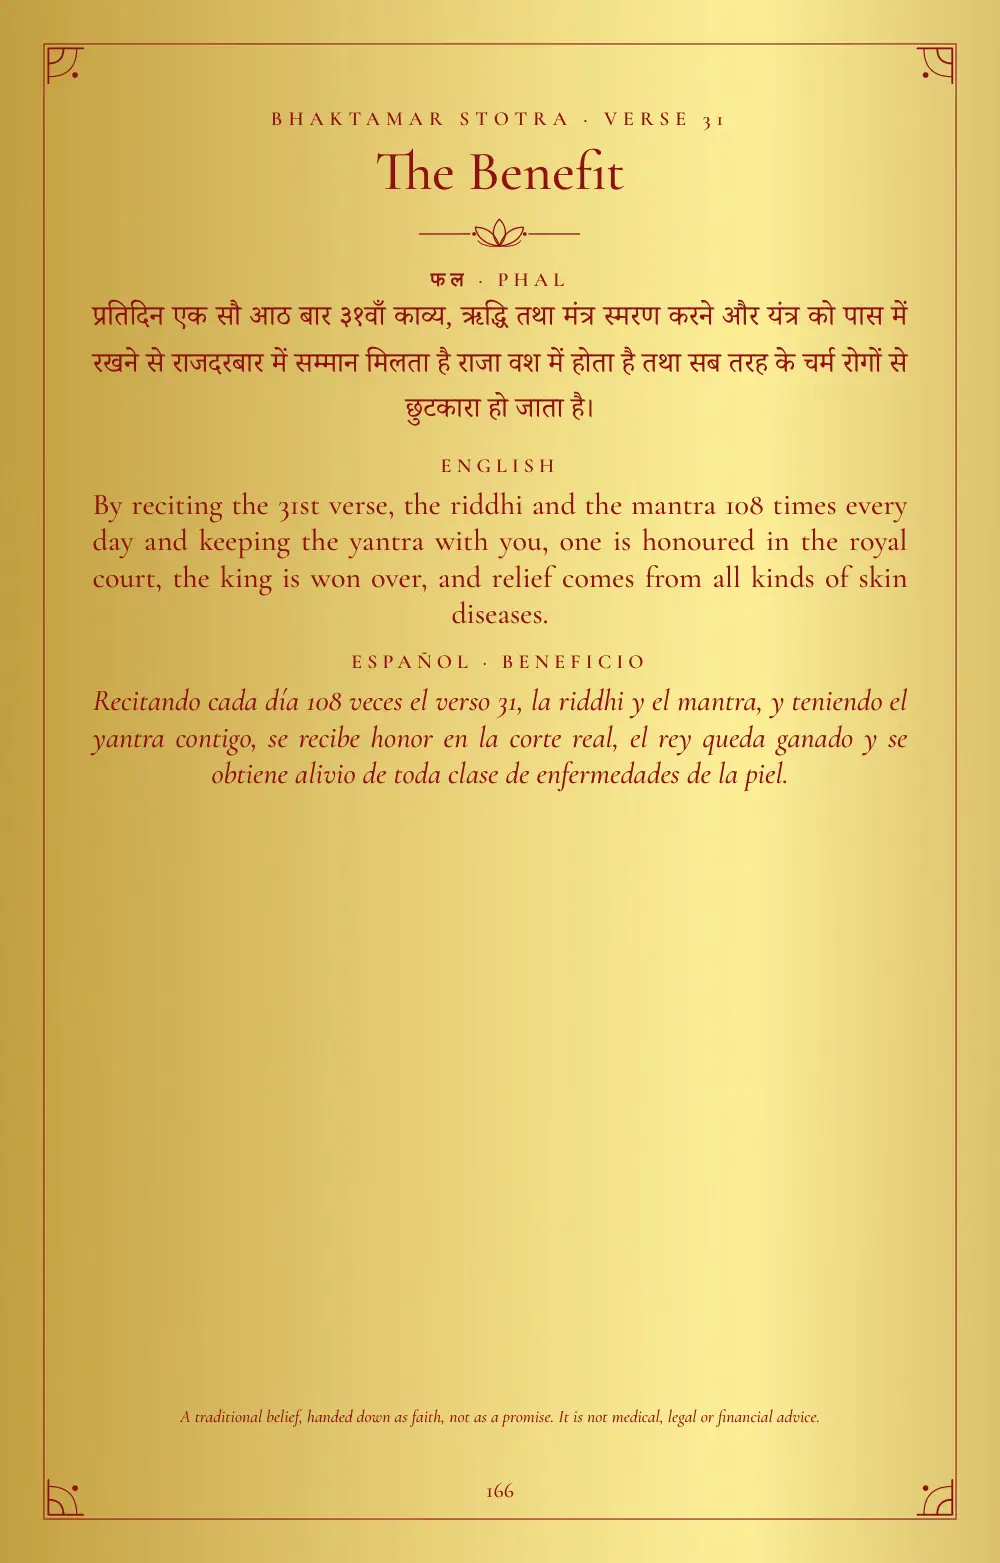 BHAKTAMAR STOTRA · VERSE 31
The Benefit
फल · PHAL
प्रतिदिन एक सौ आठ बार ३१वाँ काव्य, ऋद्धि तथा मंत्र स्मरण करने और यंत्र को पास में
रखने से राजदरबार में सम्मान मिलता है राजा वश में होता है तथा सब तरह के चर्म रोगों से
छुटकारा हो जाता है।
ENGLISH
By reciting the 31st verse, the riddhi and the mantra 108 times every
day and keeping the yantra with you, one is honoured in the royal
court, the king is won over, and relief comes from all kinds of skin
diseases.
ESPAÑOL · BENEFICIO
Recitando cada día 108 veces el verso 31, la riddhi y el mantra, y teniendo el
yantra contigo, se recibe honor en la corte real, el rey queda ganado y se
obtiene alivio de toda clase de enfermedades de la piel.
A traditional belief, handed down as faith, not as a promise. It is not medical, legal or financial advice.
166